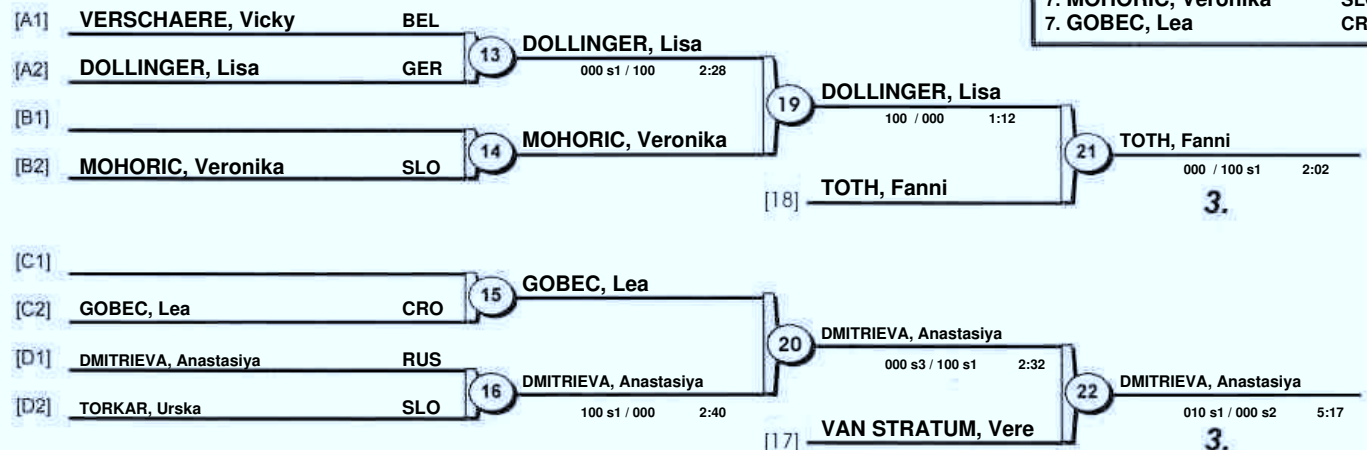 7. MOHORIC, Veronika
7. GOBEC, Lea CR
[A1] VERSCHAERE, Vicky BEL
13 DOLLINGER, Lisa
000 s1 / 100 2:28
[A2] DOLLINGER, Lisa GER
19 DOLLINGER, Lisa
100 / 000 1:12
[B1]
14 MOHORIC, Veronika
[B2] MOHORIC, Veronika SLO
21 TOTH, Fanni
000 / 100 s1 2:02
3.
[18] TOTH, Fanni
[C1]
15 GOBEC, Lea
[C2] GOBEC, Lea CRO
20 DMITRIEVA, Anastasiya
000 s3 / 100 s1 2:32
[D1] DMITRIEVA, Anastasiya RUS
16 DMITRIEVA, Anastasiya
100 s1 / 000 2:40
[D2] TORKAR, Urska SLO
22 DMITRIEVA, Anastasiya
010 s1 / 000 s2 5:17
3.
[17] VAN STRATUM, Vere